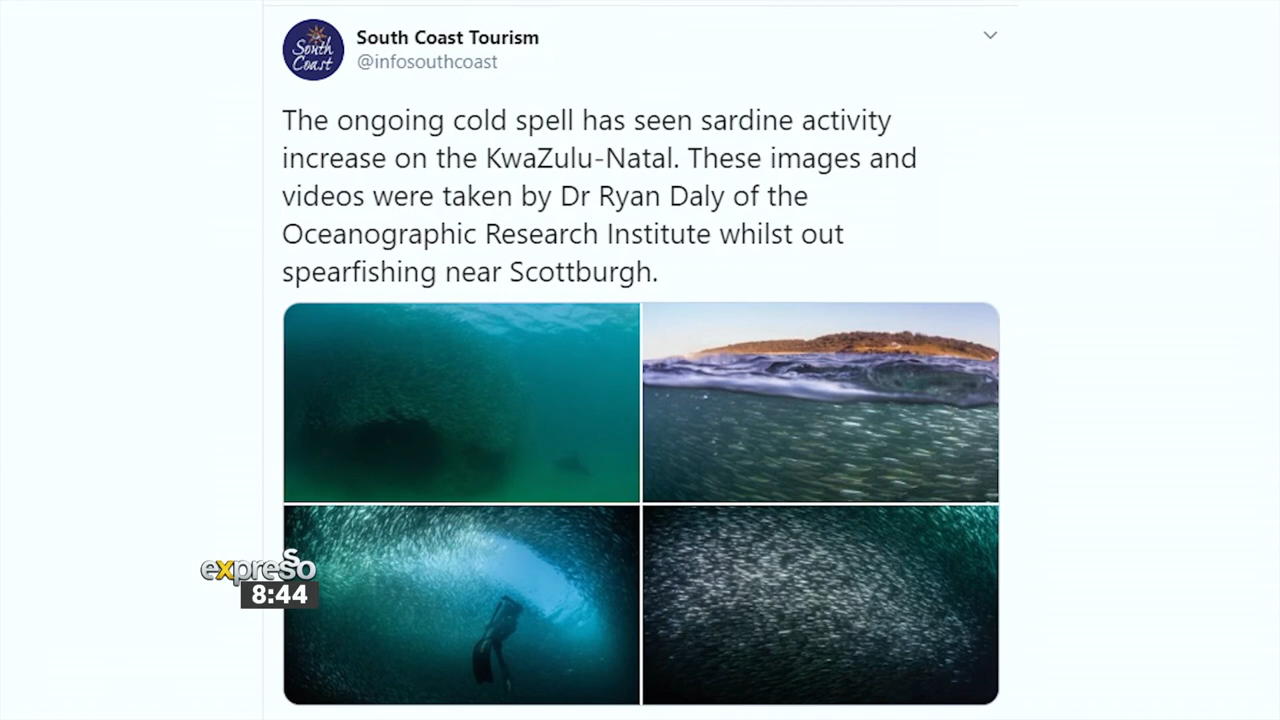 South Coast Tourism
South
Coast
@infosouthcoast
The ongoing cold spell has seen sardine activity
increase on the KwaZulu-Natal. These images and
videos were taken by Dr Ryan Daly of the
Oceanographic Research Institute whilst out
spearfishing near Scottburgh.
expresso
8:44